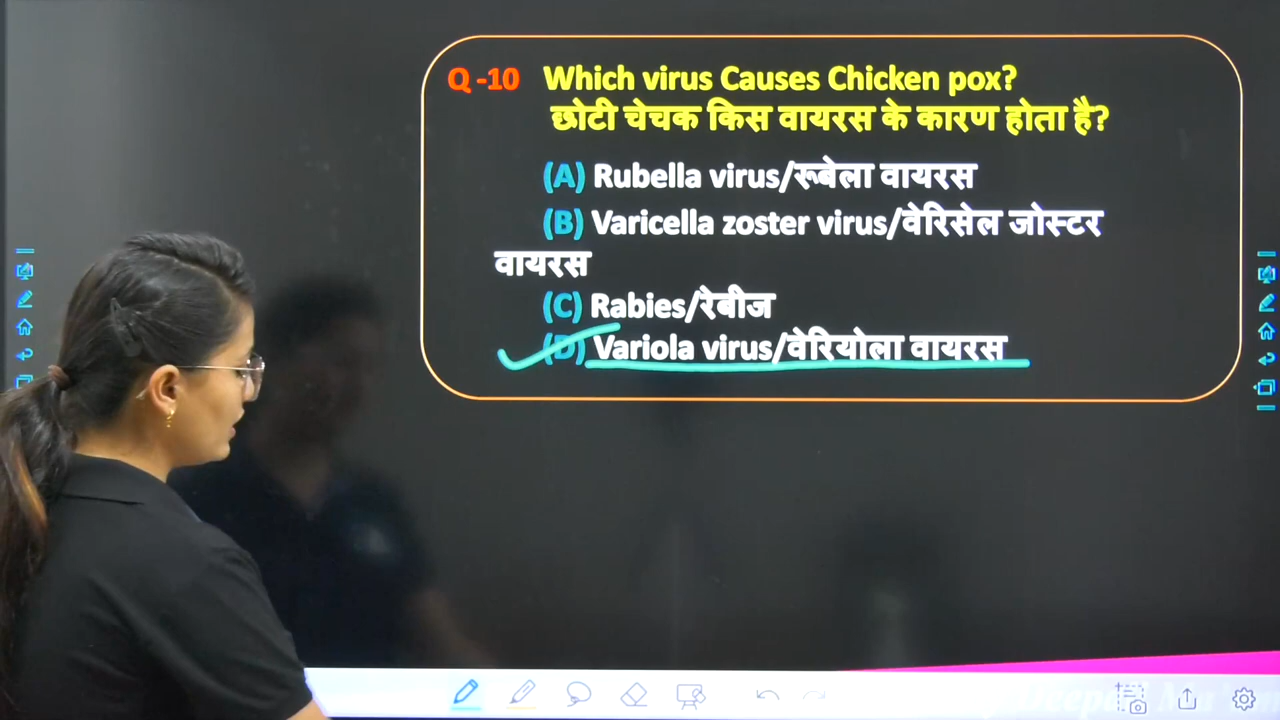 Q -10 Which virus Causes Chicken pox?
छोटी चेचक किस वायरस के कारण होता है?
(A) Rubella virus/रूबेला वायरस
(B) Varicella zoster virus/वेरिसेल जोस्टर
वायरस
(C) Rabies/रेबीज
(D) Variola virus/वेरियोला वायरस